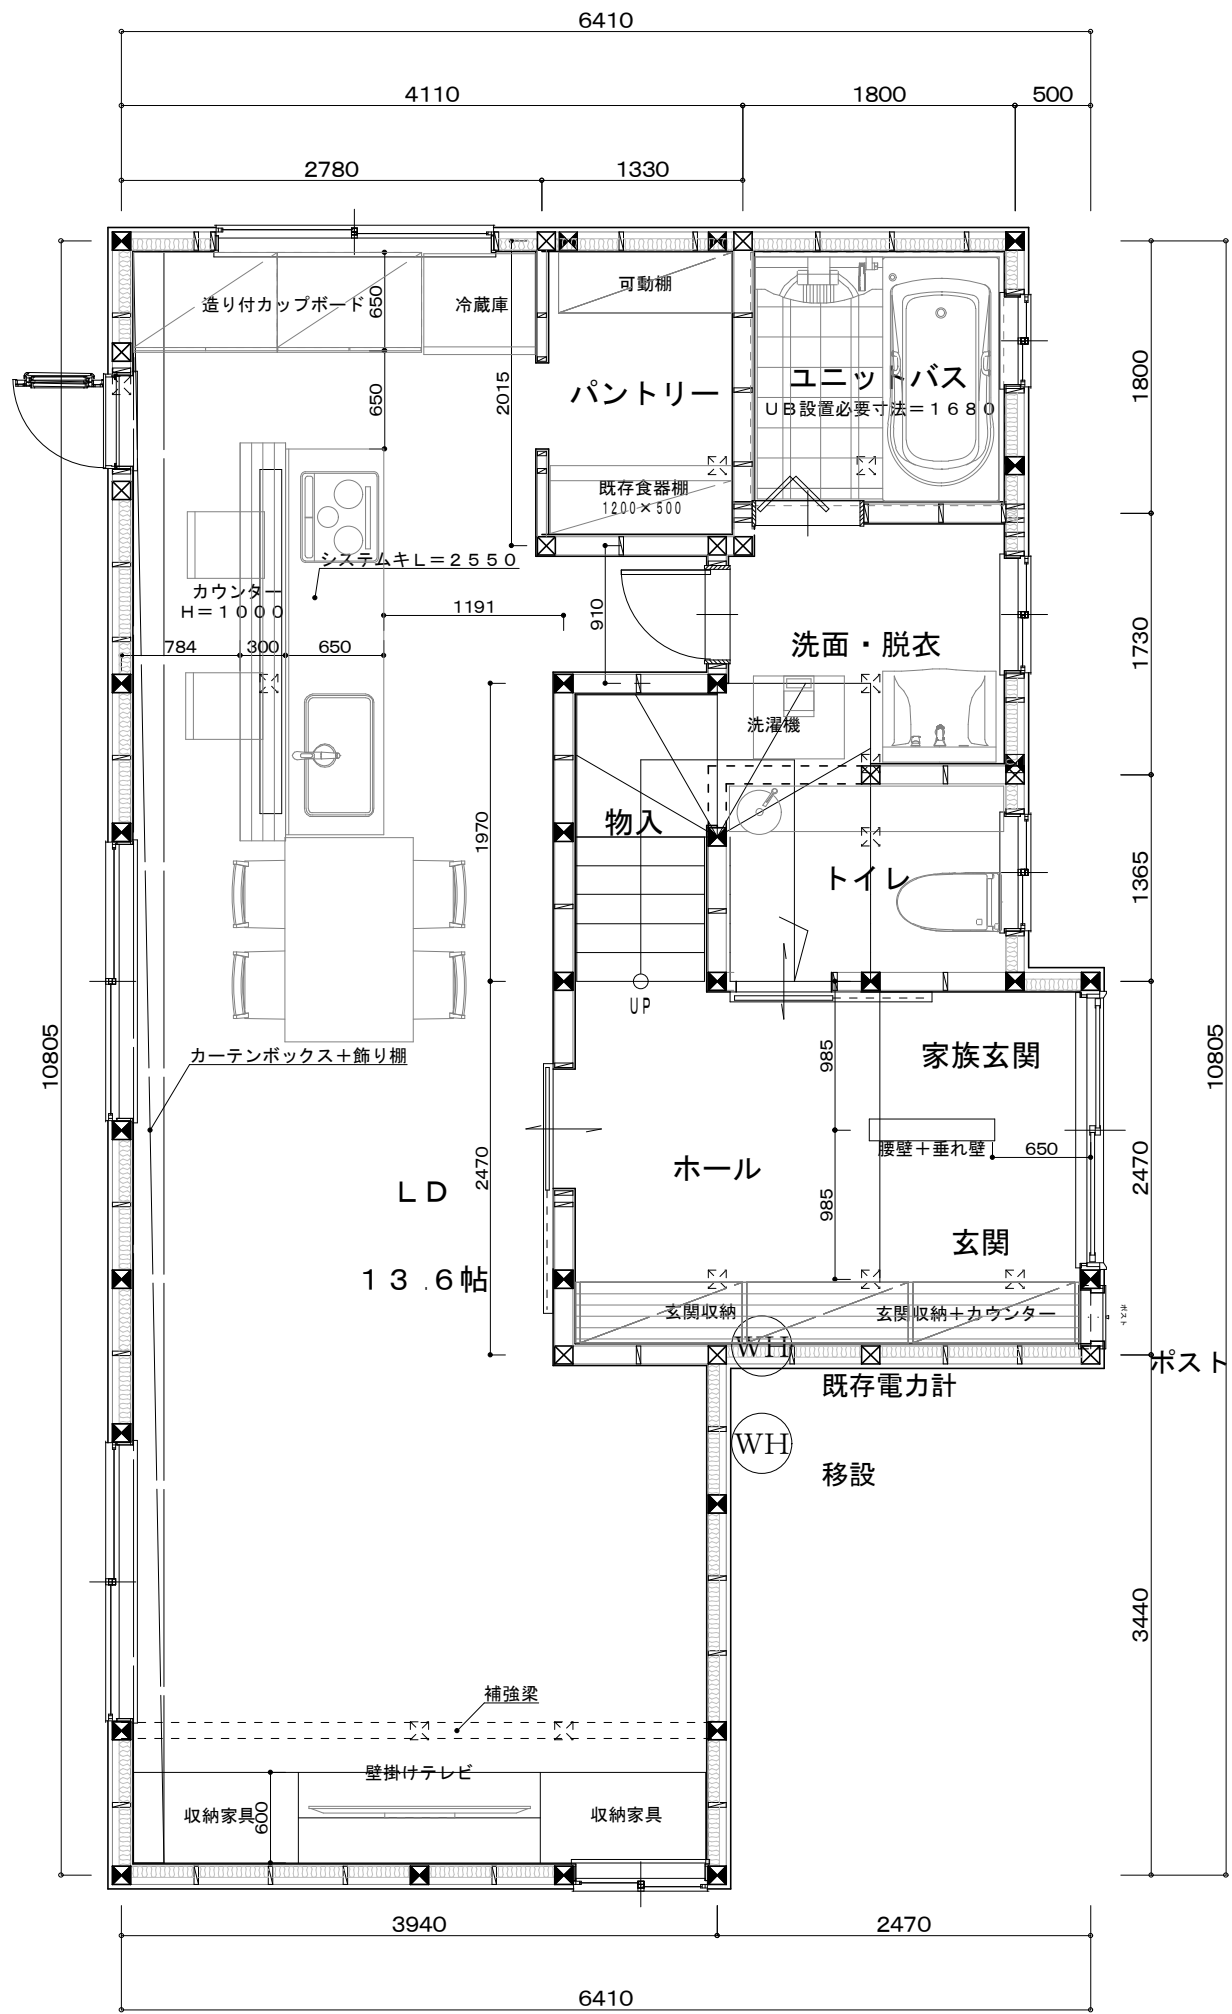 6410
4110
1800
500
2780
1330
可動棚
造り付カップボード
650
冷蔵庫
ユニットバス
UB設置必要寸法=1680
1800
パントリー
650
2015
既存食器棚
1200×500
システムキL=2550
カウンター
H=1000
1191
910
784
300
650
洗面・脱衣
1730
洗濯機
物入
1970
トイレ
1365
UP
10805
10805
カーテンボックス+飾り棚
985
家族玄関
腰壁+垂れ壁
650
ホール
2470
2470
LD
985
玄関
13.6帖
玄関収納
玄関収納+カウンター
ポスト
WH
ポスト
既存電力計
WH
移設
3440
補強梁
壁掛けテレビ
収納家具
600
収納家具
3940
2470
6410